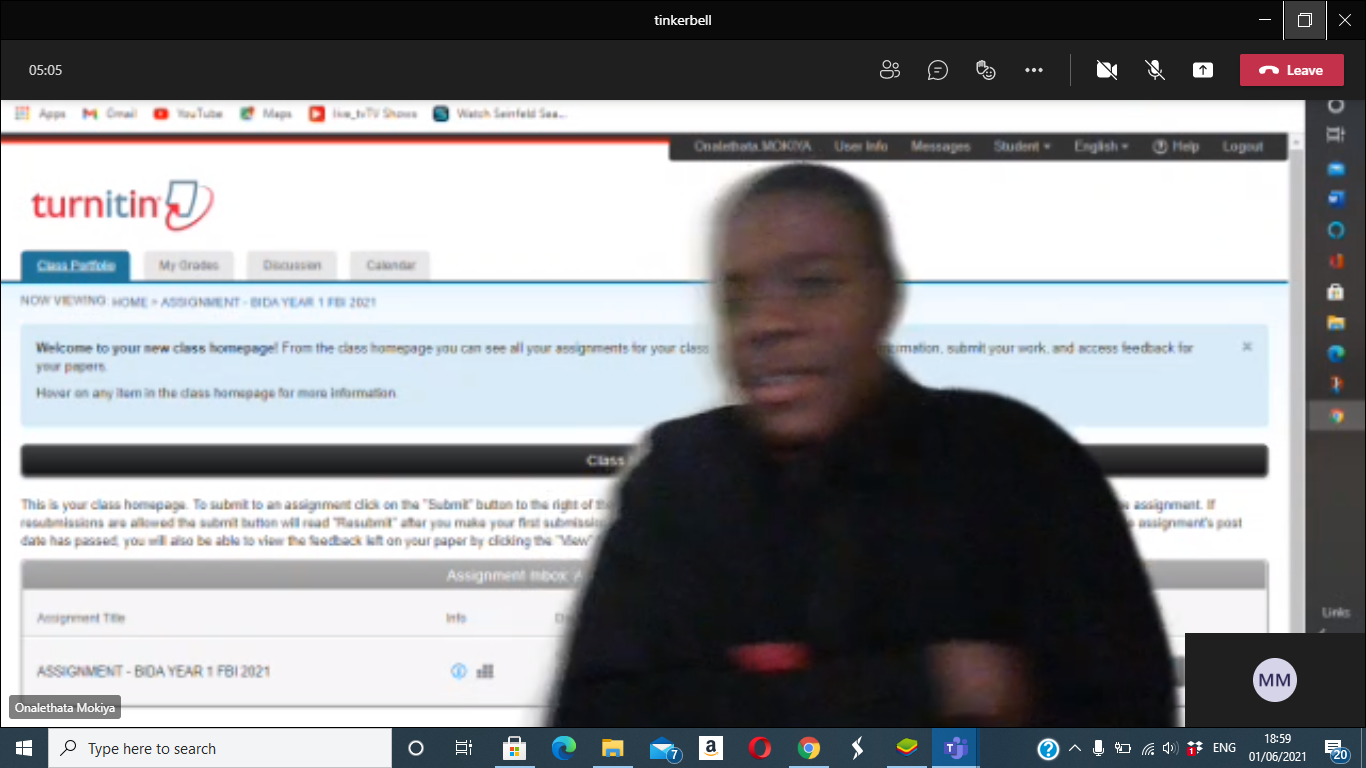 tinkerbell
05:05
Leave
Apps Gmail YouTube Maps live_tvTV Shows Watch Seinfeld Sea...
Onalethata.MOKIYA User Info Messages Student English Help Logout
turnitin
Class Portfolio My Grades Discussion Calendar
NOW VIEWING: HOME > ASSIGNMENT - BIDA YEAR 1 FBI 2021
Welcome to your new class homepage! From the class homepage you can see all your assignments for your class submit your work, and access feedback for
your papers.
Hover on any item in the class homepage for more information.
Class
This is your class homepage. To submit to an assignment click on the "Submit" button to the right of the assignment. If
resubmissions are allowed the submit button will read "Resubmit" after you make your first submission assignment's post
date has passed, you will also be able to view the feedback left on your paper by clicking the "View"
Assignment Inbox:
Assignment Title Info
Links
ASSIGNMENT - BIDA YEAR 1 FBI 2021
MM
Onalethata Mokiya
Type here to search
7
a
ENG
18:59
01/06/2021
20